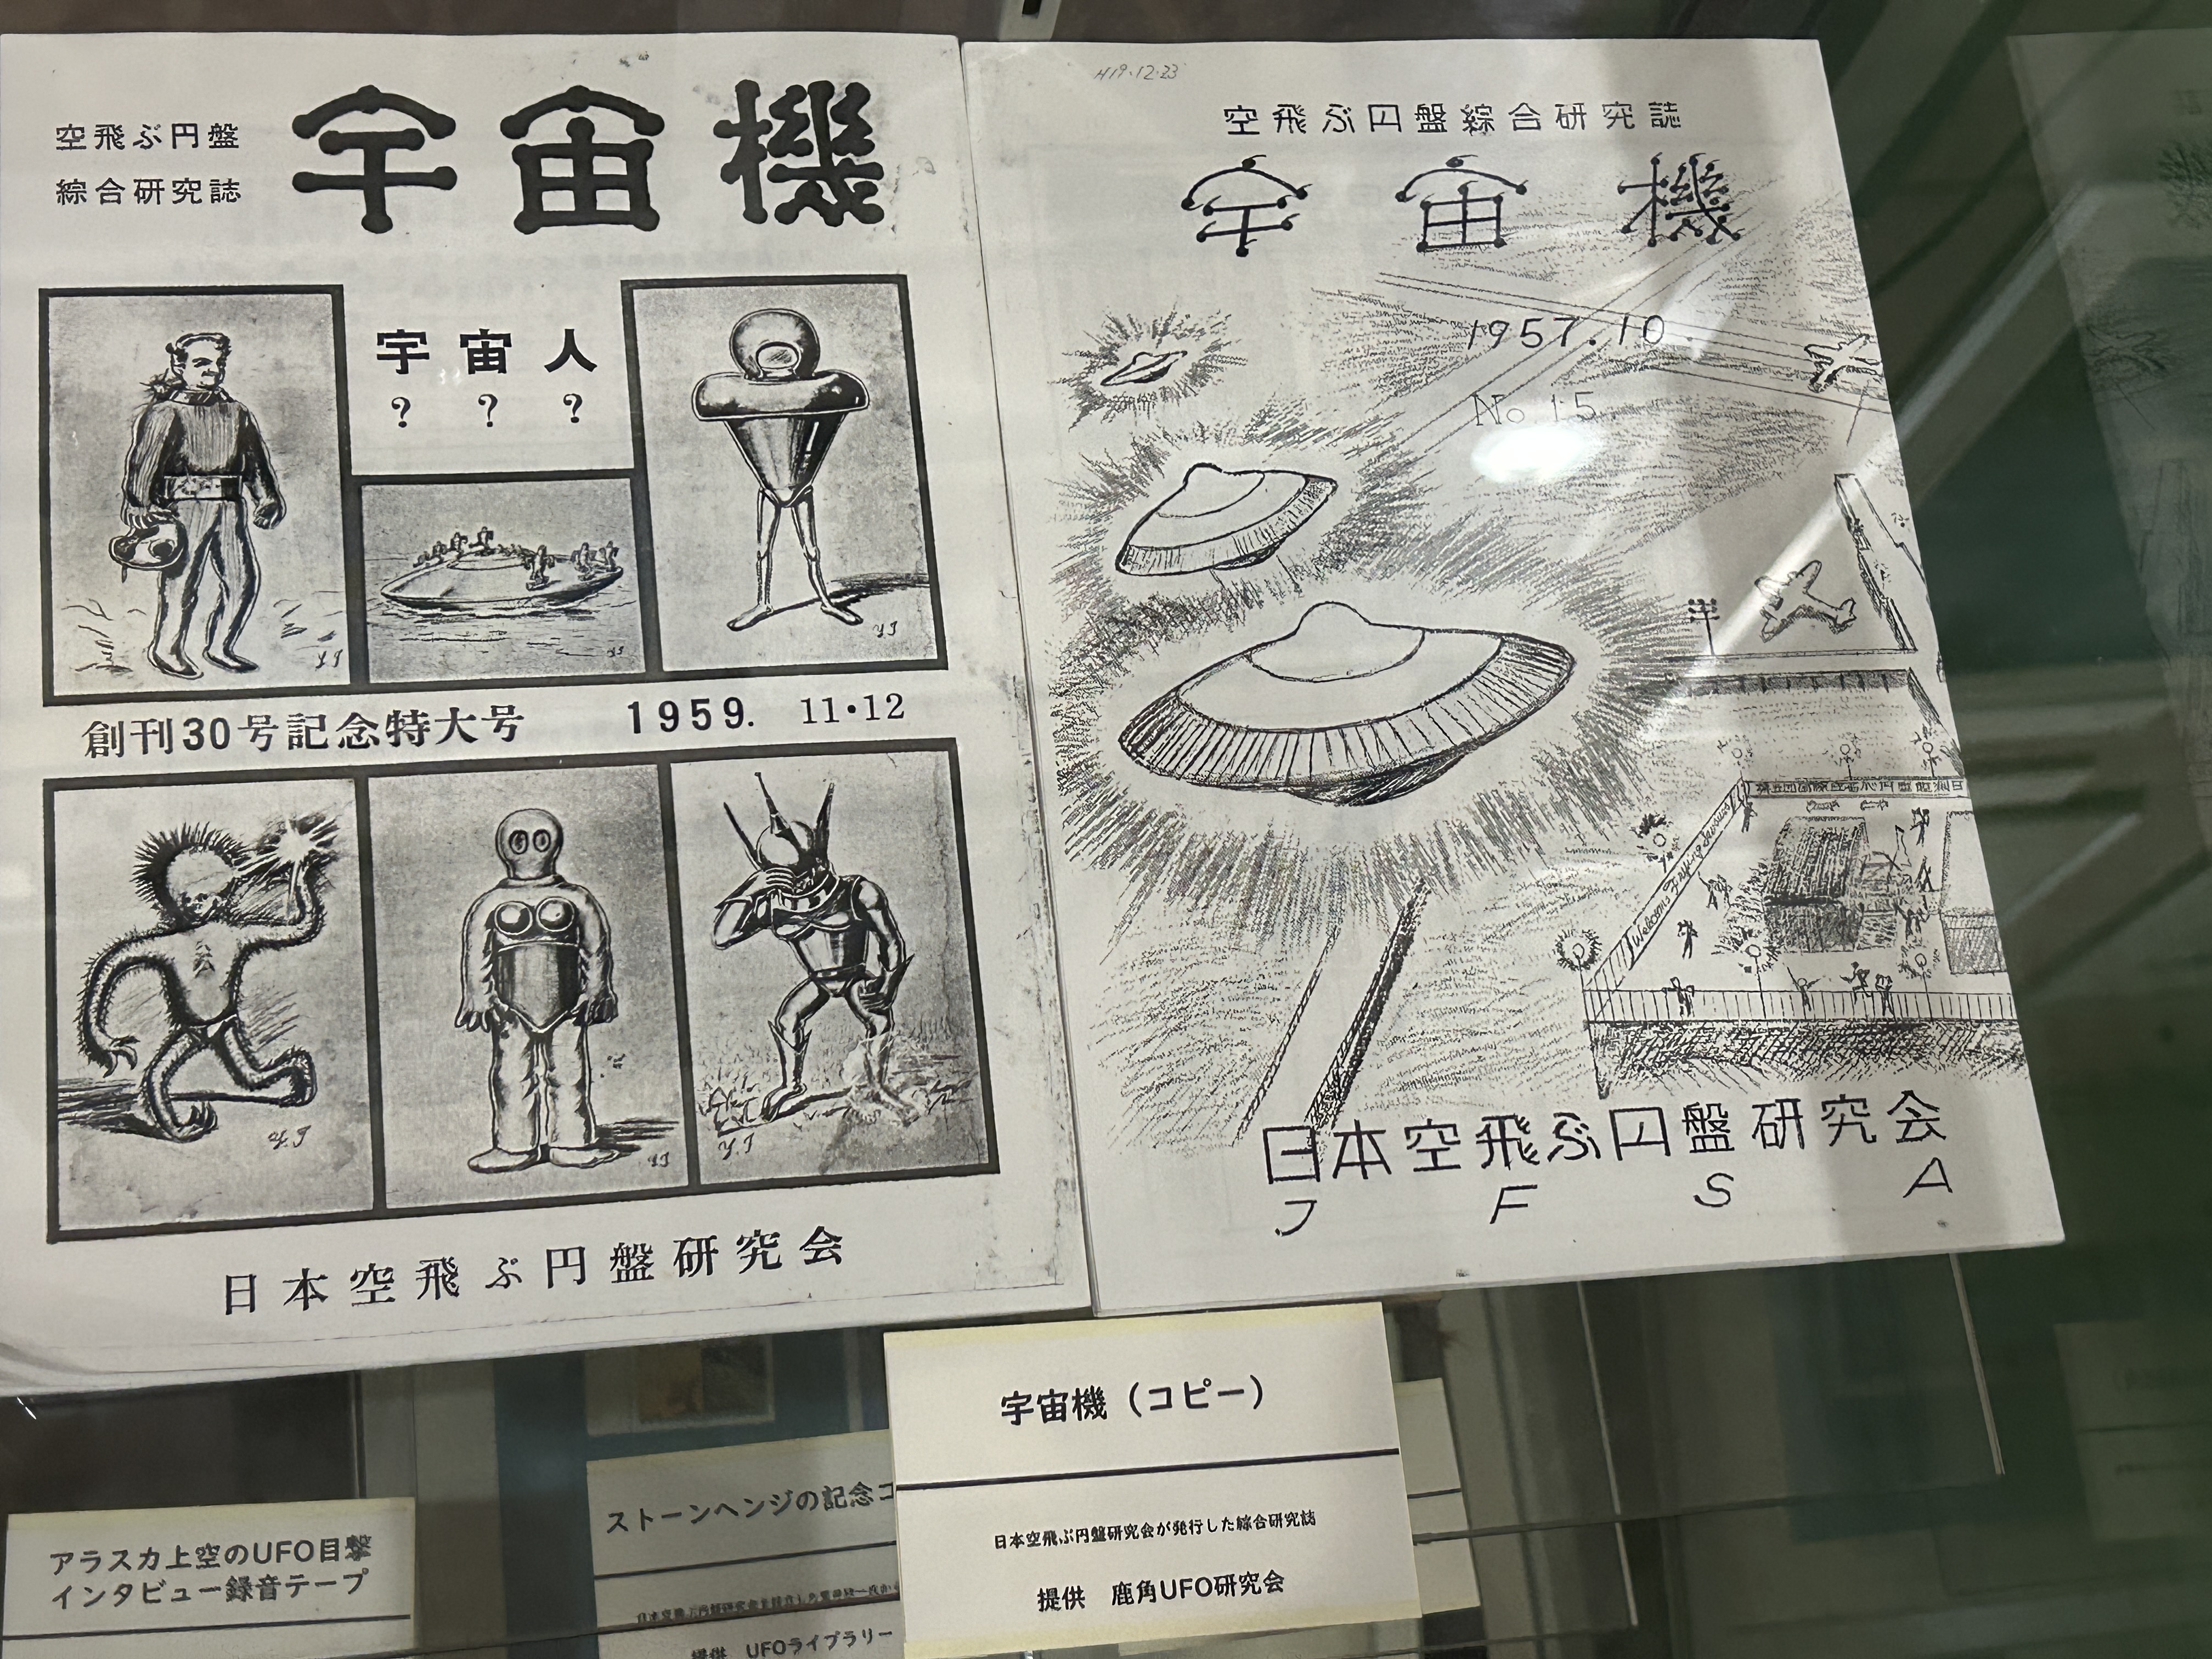 空飛ぶ円盤
綜合研究誌
宇宙機
宇宙人
? ? ?
創刊30号記念特大号 1959. 11・12
日本空飛ぶ円盤研究会
H19.12.23
空飛ぶ円盤綜合研究誌
宇宙機
1957.10
No 15
日本空飛ぶ円盤研究会
J F S A
宇宙機（コピー）
日本空飛ぶ円盤研究会が発行した綜合研究誌
提供 鹿角UFO研究会
ストーンヘンジの記念コ
提供 UFOライブラリー
アラスカ上空のUFO目撃
インタビュー録音テープ